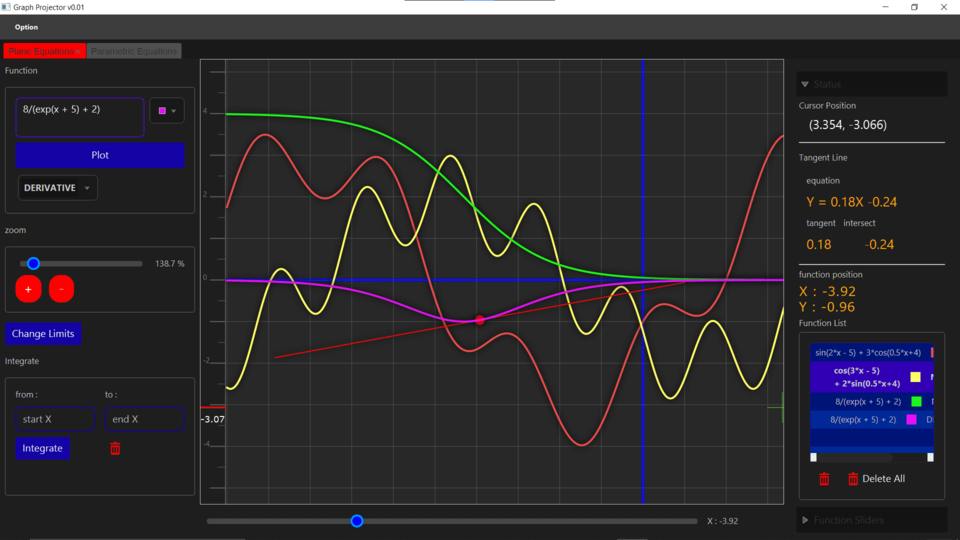 Graph Projector v0.01
Option
Plane Equations
Parametric Equations
Function
8/(exp(x + 5) + 2)
Plot
DERIVATIVE
zoom
138.7 %
+
-
Change Limits
Integrate
from :
to :
start X
end X
Integrate
4
2
0
-2
-3.07
-4
X : -3.92
Status
Cursor Position
(3.354, -3.066)
Tangent Line
equation
Y = 0.18X -0.24
tangent intersect
0.18 -0.24
function position
X : -3.92
Y : -0.96
Function List
sin(2*x - 5) + 3*cos(0.5*x+4)
cos(3*x - 5)
+ 2*sin(0.5*x+4)
8/(exp(x + 5) + 2)
8/(exp(x + 5) + 2)
Delete All
Function Sliders